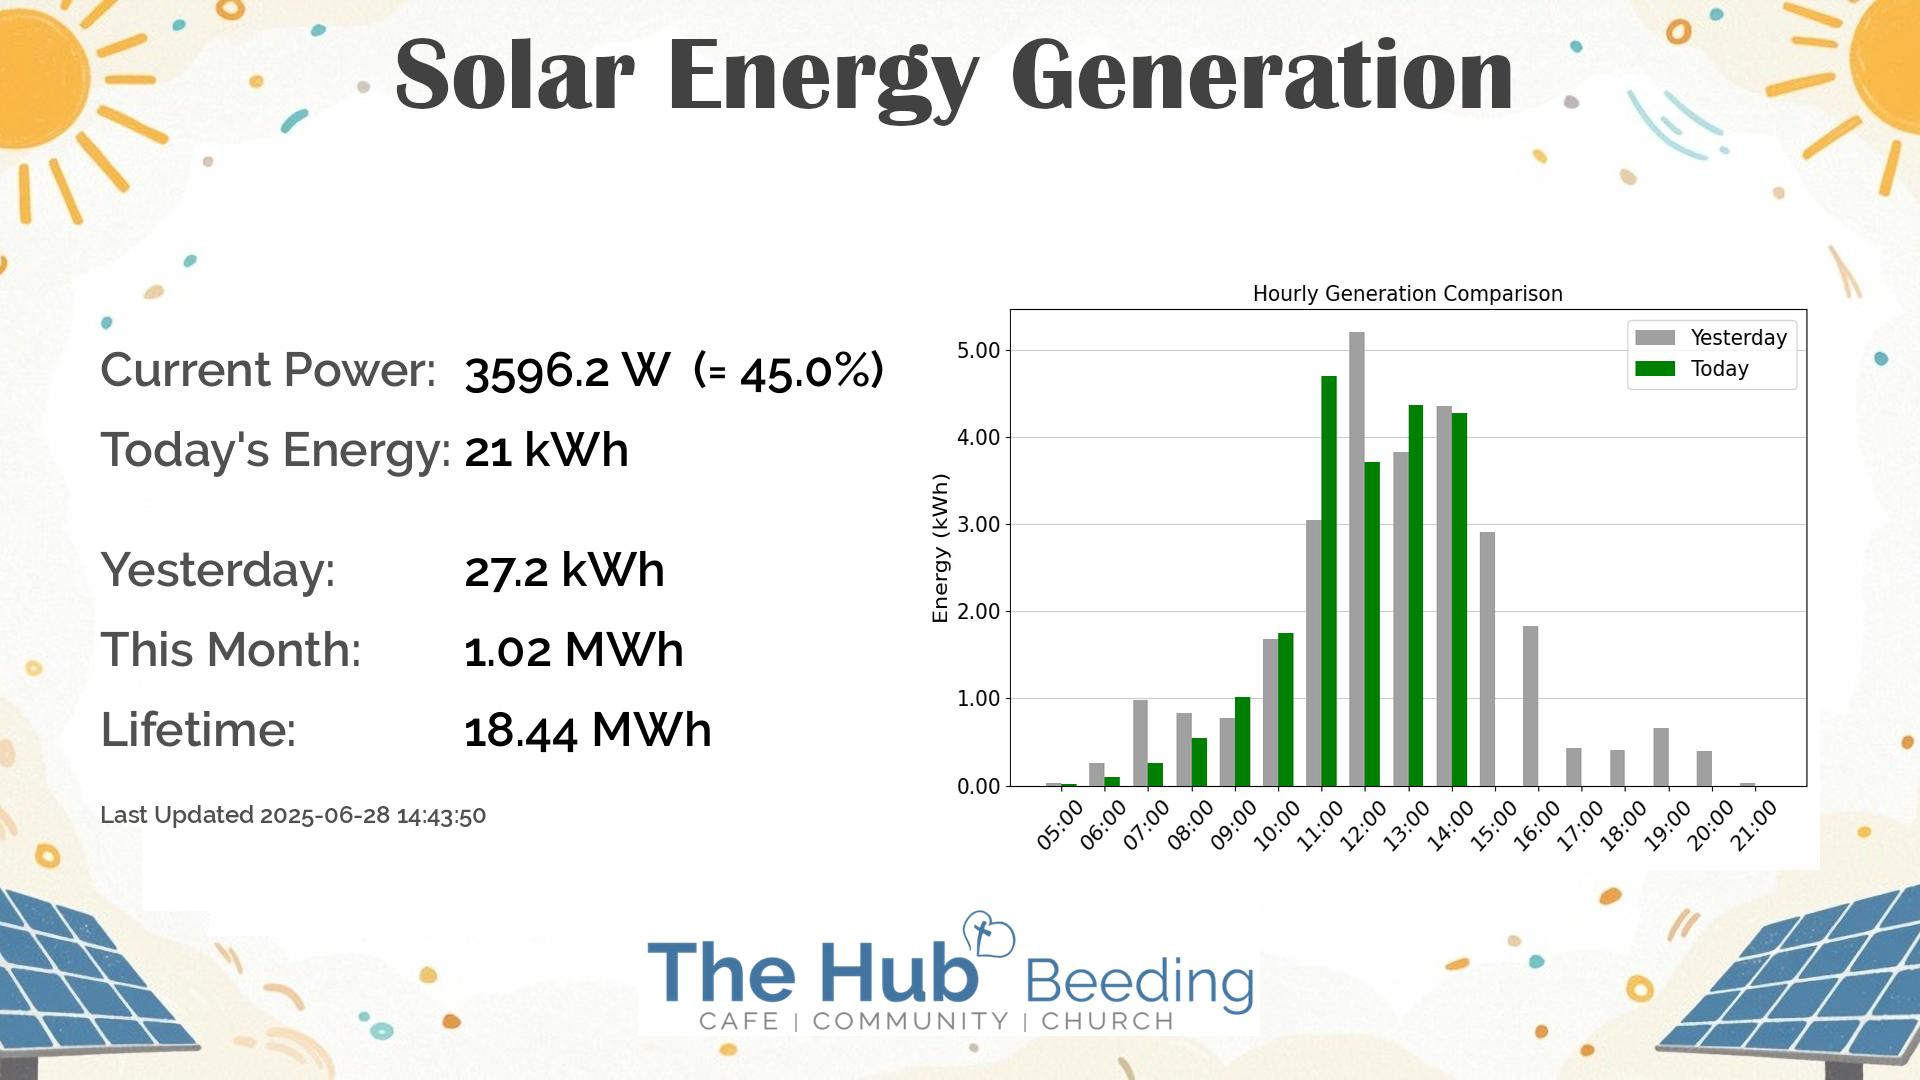 Solar Energy Generation
Current Power: 3596.2 W (= 45.0%)
Today's Energy: 21 kWh
Yesterday: 27.2 kWh
This Month: 1.02 MWh
Lifetime: 18.44 MWh
Last Updated 2025-06-28 14:43:50
Hourly Generation Comparison
Yesterday
Today
Energy (kWh)
5.00
4.00
3.00
2.00
1.00
0.00
05:00 06:00 07:00 08:00 09:00 10:00 11:00 12:00 13:00 14:00 15:00 16:00 17:00 18:00 19:00 20:00 21:00
The Hub Beeding
CAFE | COMMUNITY | CHURCH